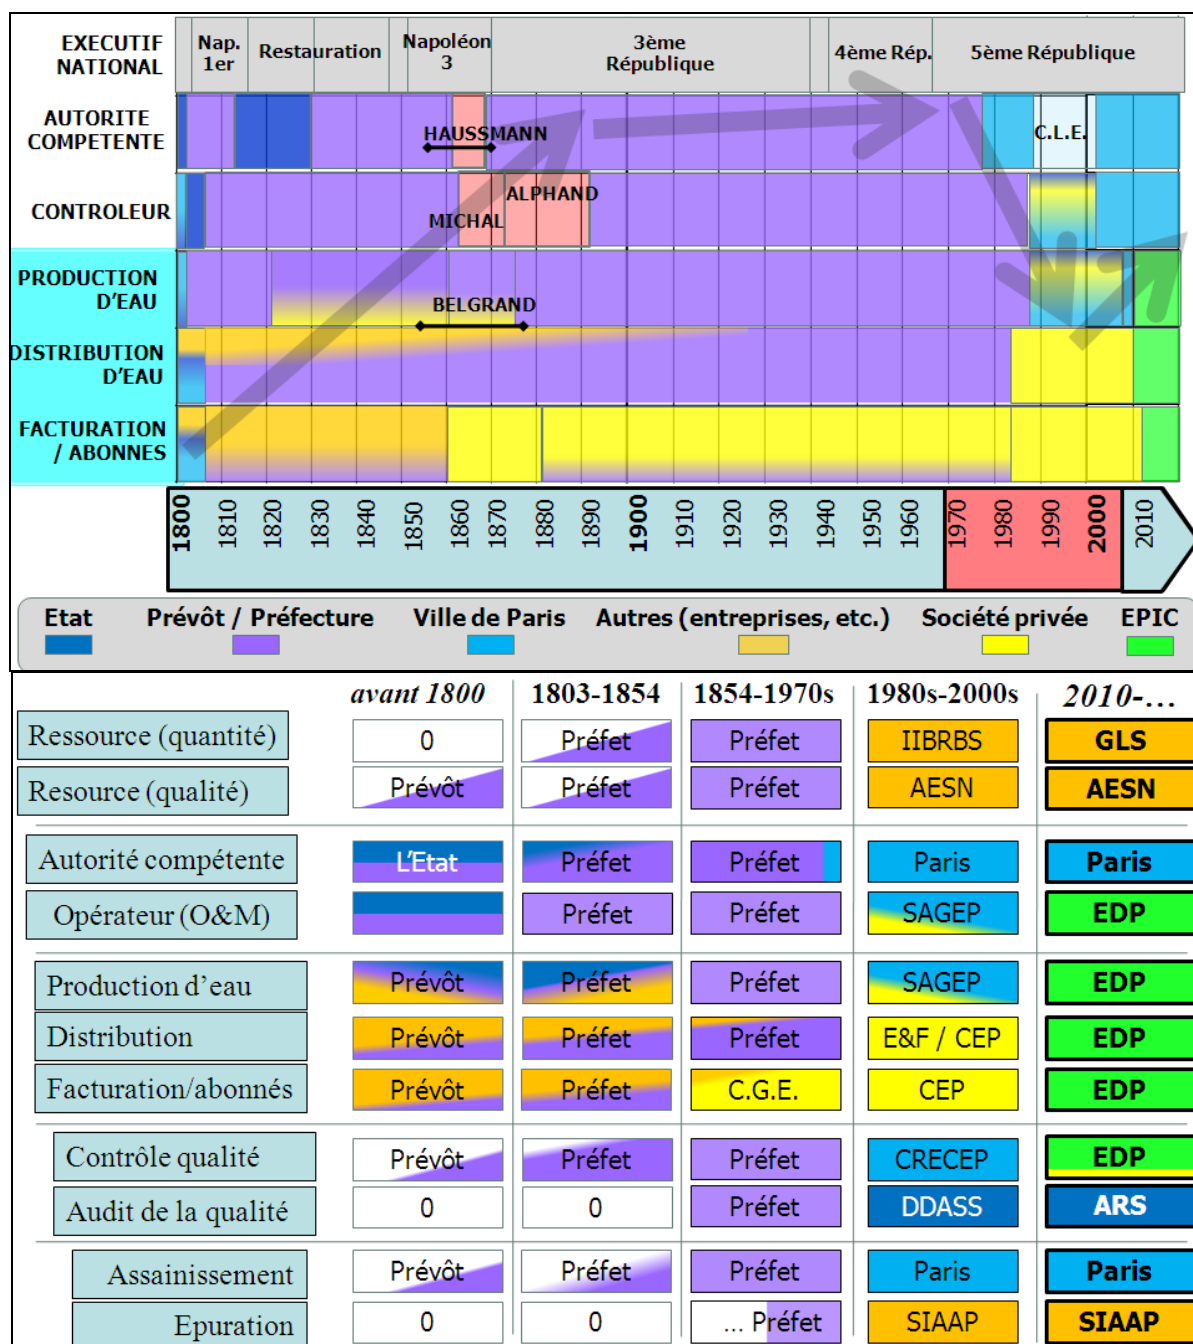 EXECUTIF
NATIONAL
Nap.
1er
Restauration
Napoléon
3
3ème
République
4ème Rép.
5ème République
AUTORITE
COMPETENTE
HAUSSMANN
C.L.E.
CONTROLEUR
ALPHAND
MICHAL
PRODUCTION
D'EAU
BELGRAND
DISTRIBUTION
D'EAU
FACTURATION
/ ABONNES
1800 1810 1820 1830 1840 1850 1860 1870 1880 1890 1900 1910 1920 1930 1940 1950 1960 1970 1980 1990 2000 2010
Etat Prévôt / Préfecture Ville de Paris Autres (entreprises, etc.) Société privée EPIC
avant 1800 1803-1854 1854-1970s 1980s-2000s 2010-...
Ressource (quantité) 0 Préfet Préfet IIBRBS GLS
Resource (qualité) Prévôt Préfet Préfet AESN AESN
Autorité compétente L'Etat Préfet Préfet Paris Paris
Opérateur (O&M) Préfet Préfet SAGEP EDP
Production d'eau Prévôt Préfet Préfet SAGEP EDP
Distribution Prévôt Préfet Préfet E&F / CEP EDP
Facturation/abonnés Prévôt Préfet C.G.E. CEP EDP
Contrôle qualité Prévôt Préfet Préfet CRECEP EDP
Audit de la qualité 0 0 Préfet DDASS ARS
Assainissement Prévôt Préfet Préfet Paris Paris
Epuration 0 0 ... Préfet SIAAP SIAAP